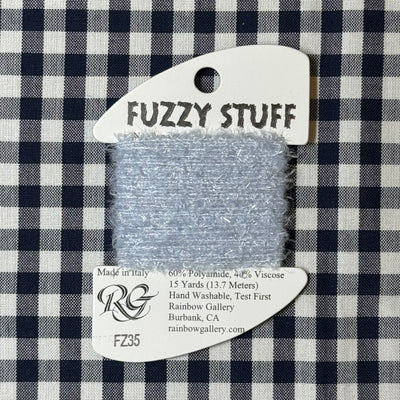 FUZZY STUFF
Made in Italy
60% Polyamide, 40% Viscose
15 Yards (13.7 Meters)
Hand Washable, Test First
Rainbow Gallery
Burbank, CA
rainbowgallery.com
RG
FZ35